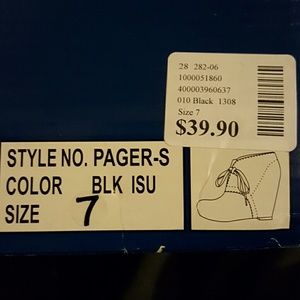 28 282-06
1000051860
400003960637
010 Black 1308
Size 7
$39.90
STYLE NO. PAGER-S
COLOR BLK ISU
SIZE 7